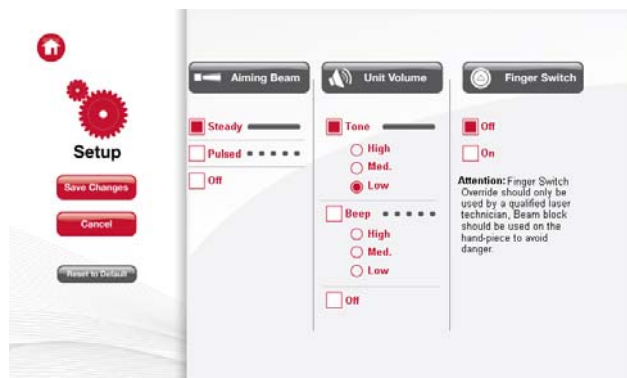 Setup
Save Changes
Cancel
Reset to Default
Aiming Beam
Steady
Pulsed
Off
Unit Volume
Tone
High
Med.
Low
Beep
High
Med.
Low
Off
Finger Switch
Off
On
Attention: Finger Switch
Override should only be
used by a qualified laser
technician, Beam block
should be used on the
hand-piece to avoid
danger.